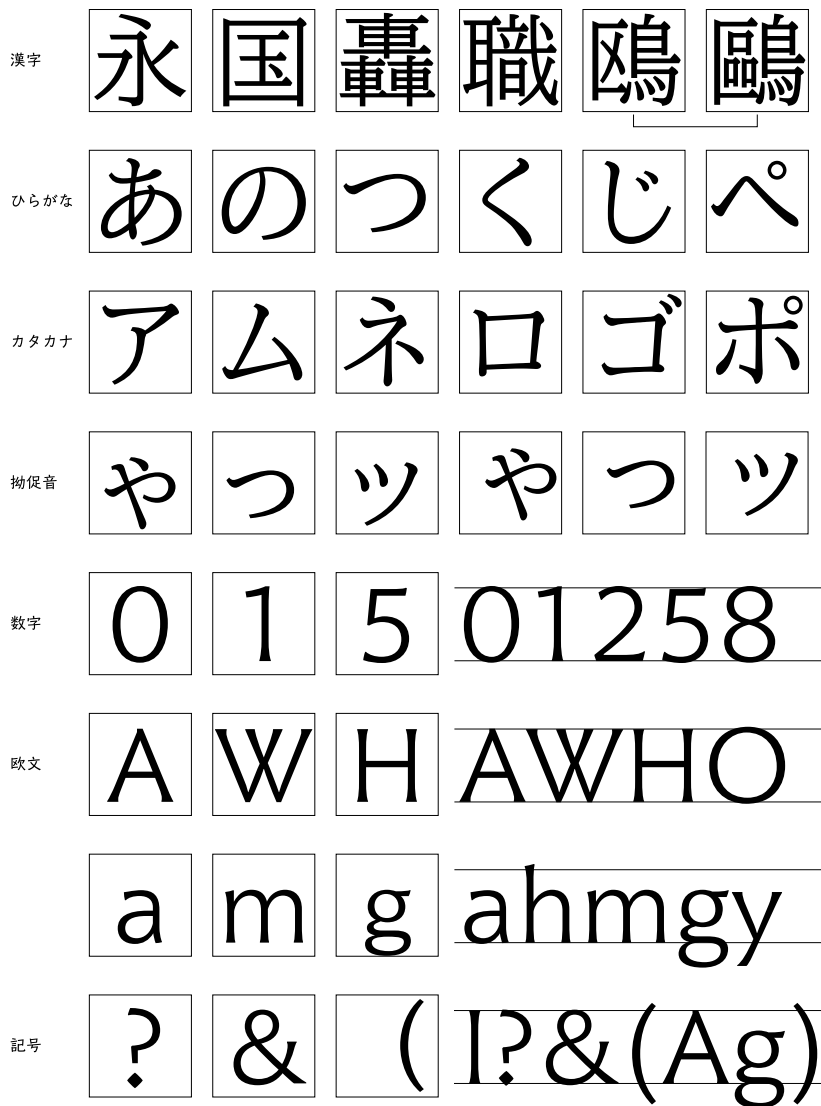 漢字 永 国 轟 職 鴎 鷗
ひらがな あ の つ く じ ぺ
カタカナ ア ム ネ ロ ゴ ポ
拗促音 ゃ っ ッ ゃ っ ッ
数字 0 1 5 01258
欧文 A W H AWHO
a m g ahmgy
記号 ? & ( I?&(Ag)